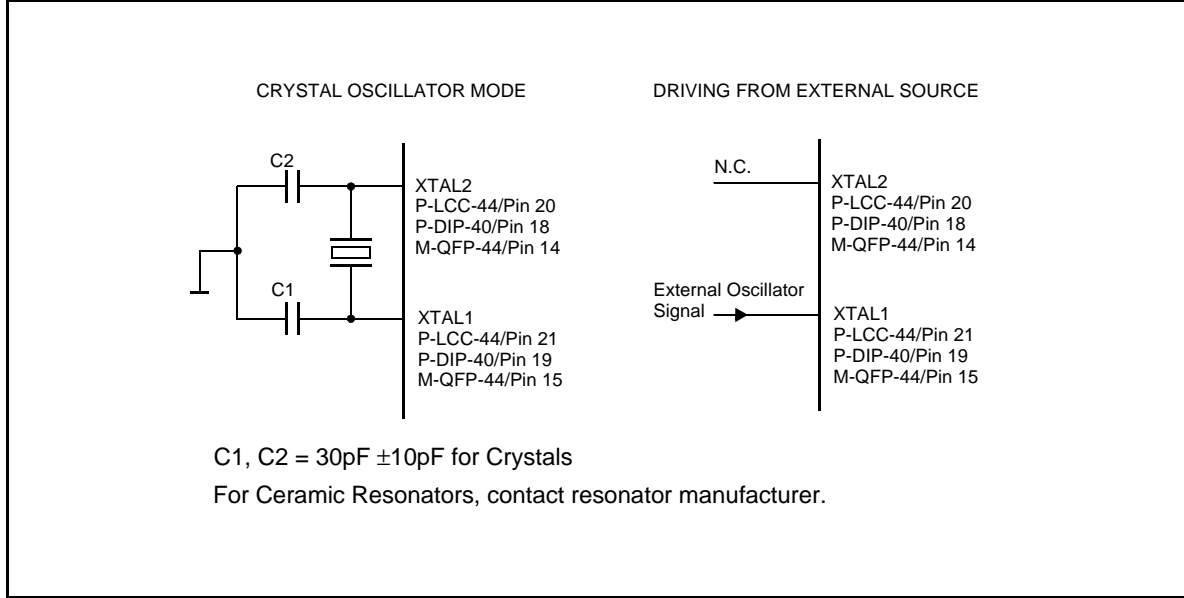 CRYSTAL OSCILLATOR MODE
C2
XTAL2
P-LCC-44/Pin 20
P-DIP-40/Pin 18
M-QFP-44/Pin 14
C1
XTAL1
P-LCC-44/Pin 21
P-DIP-40/Pin 19
M-QFP-44/Pin 15
DRIVING FROM EXTERNAL SOURCE
N.C.
XTAL2
P-LCC-44/Pin 20
P-DIP-40/Pin 18
M-QFP-44/Pin 14
External Oscillator
Signal
XTAL1
P-LCC-44/Pin 21
P-DIP-40/Pin 19
M-QFP-44/Pin 15
C1, C2 = 30pF ±10pF for Crystals
For Ceramic Resonators, contact resonator manufacturer.